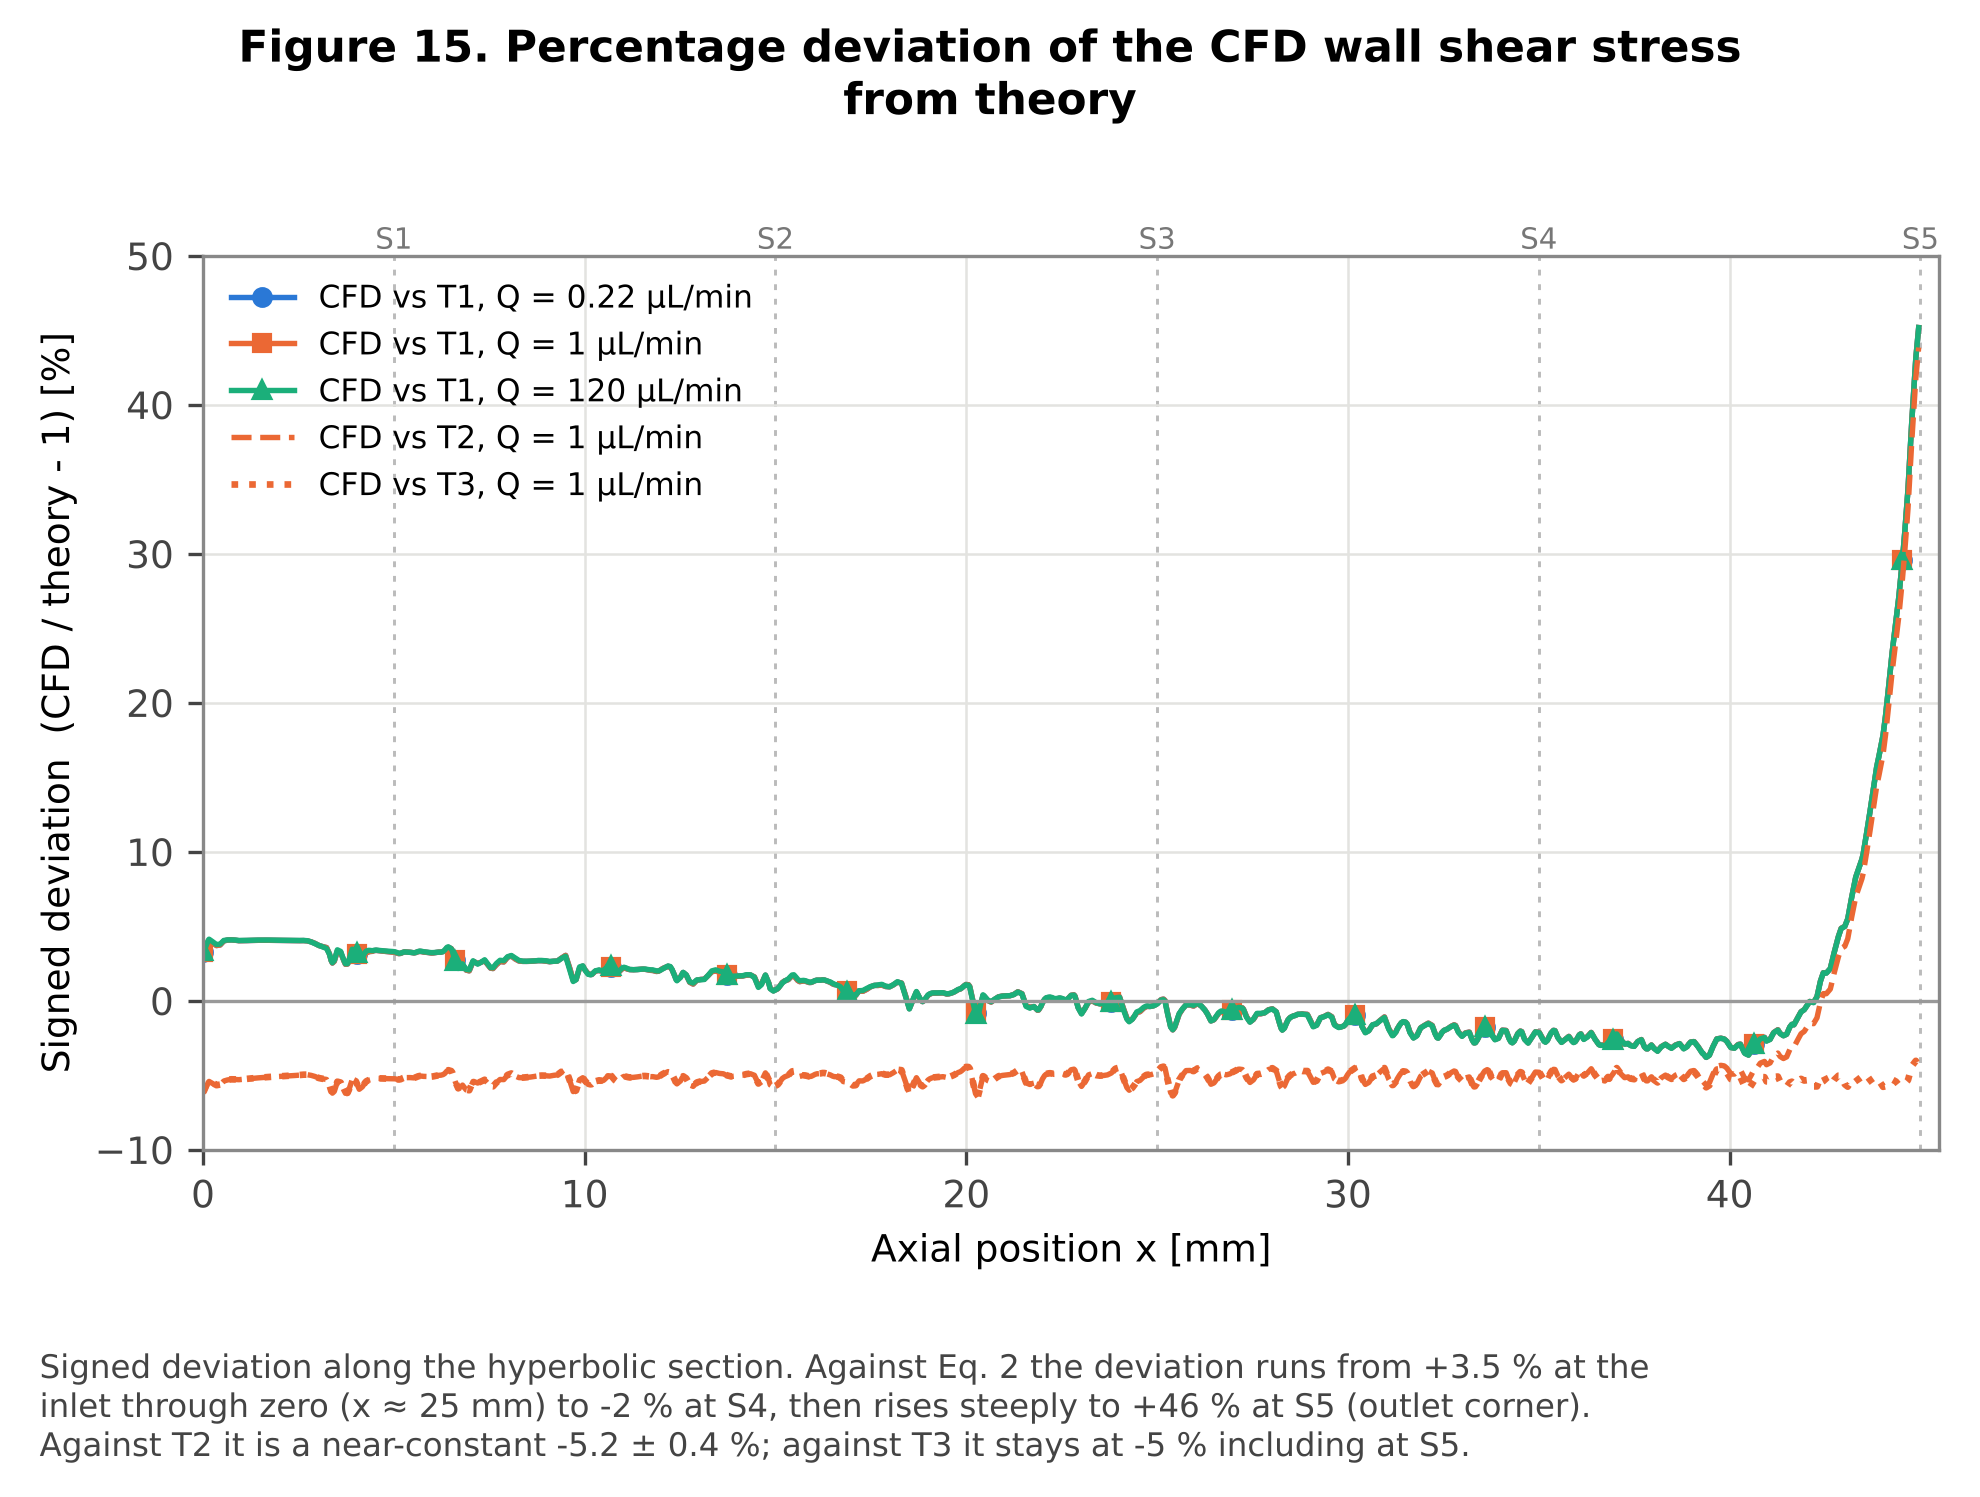 Figure 15. Percentage deviation of the CFD wall shear stress
from theory
S1 S2 S3 S4 S5
50
40
30
20
10
0
−10
Signed deviation  (CFD / theory - 1) [%]
CFD vs T1, Q = 0.22 µL/min
CFD vs T1, Q = 1 µL/min
CFD vs T1, Q = 120 µL/min
CFD vs T2, Q = 1 µL/min
CFD vs T3, Q = 1 µL/min
0 10 20 30 40
Axial position x [mm]
Signed deviation along the hyperbolic section. Against Eq. 2 the deviation runs from +3.5 % at the
inlet through zero (x ≈ 25 mm) to -2 % at S4, then rises steeply to +46 % at S5 (outlet corner).
Against T2 it is a near-constant -5.2 ± 0.4 %; against T3 it stays at -5 % including at S5.